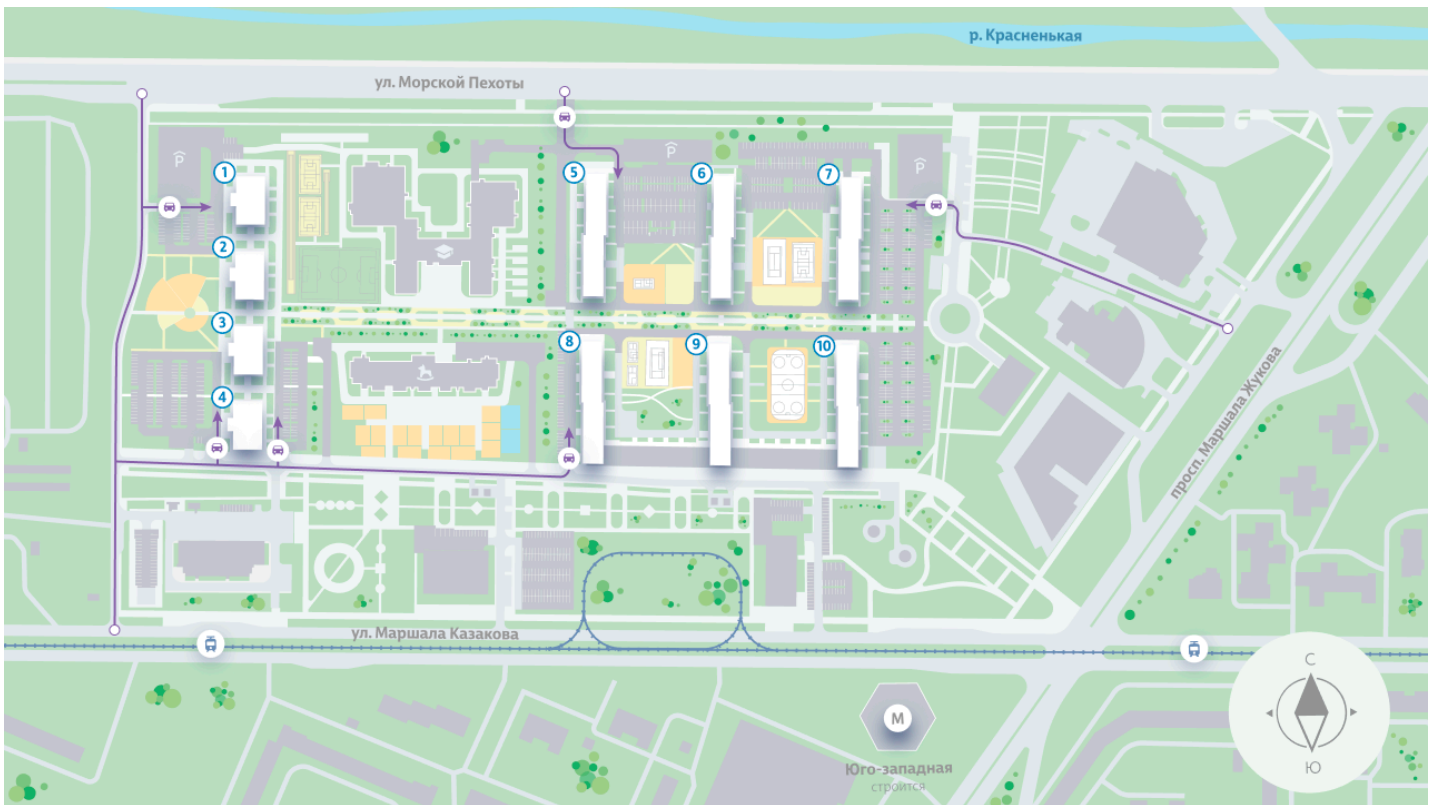 р. Красненькая
ул. Морской Пехоты
P
P
P
1
5
6
7
2
3
8
9
10
4
просп. Маршала Жукова
ул. Маршала Казакова
С
М
Юго-западная
строится
Ю